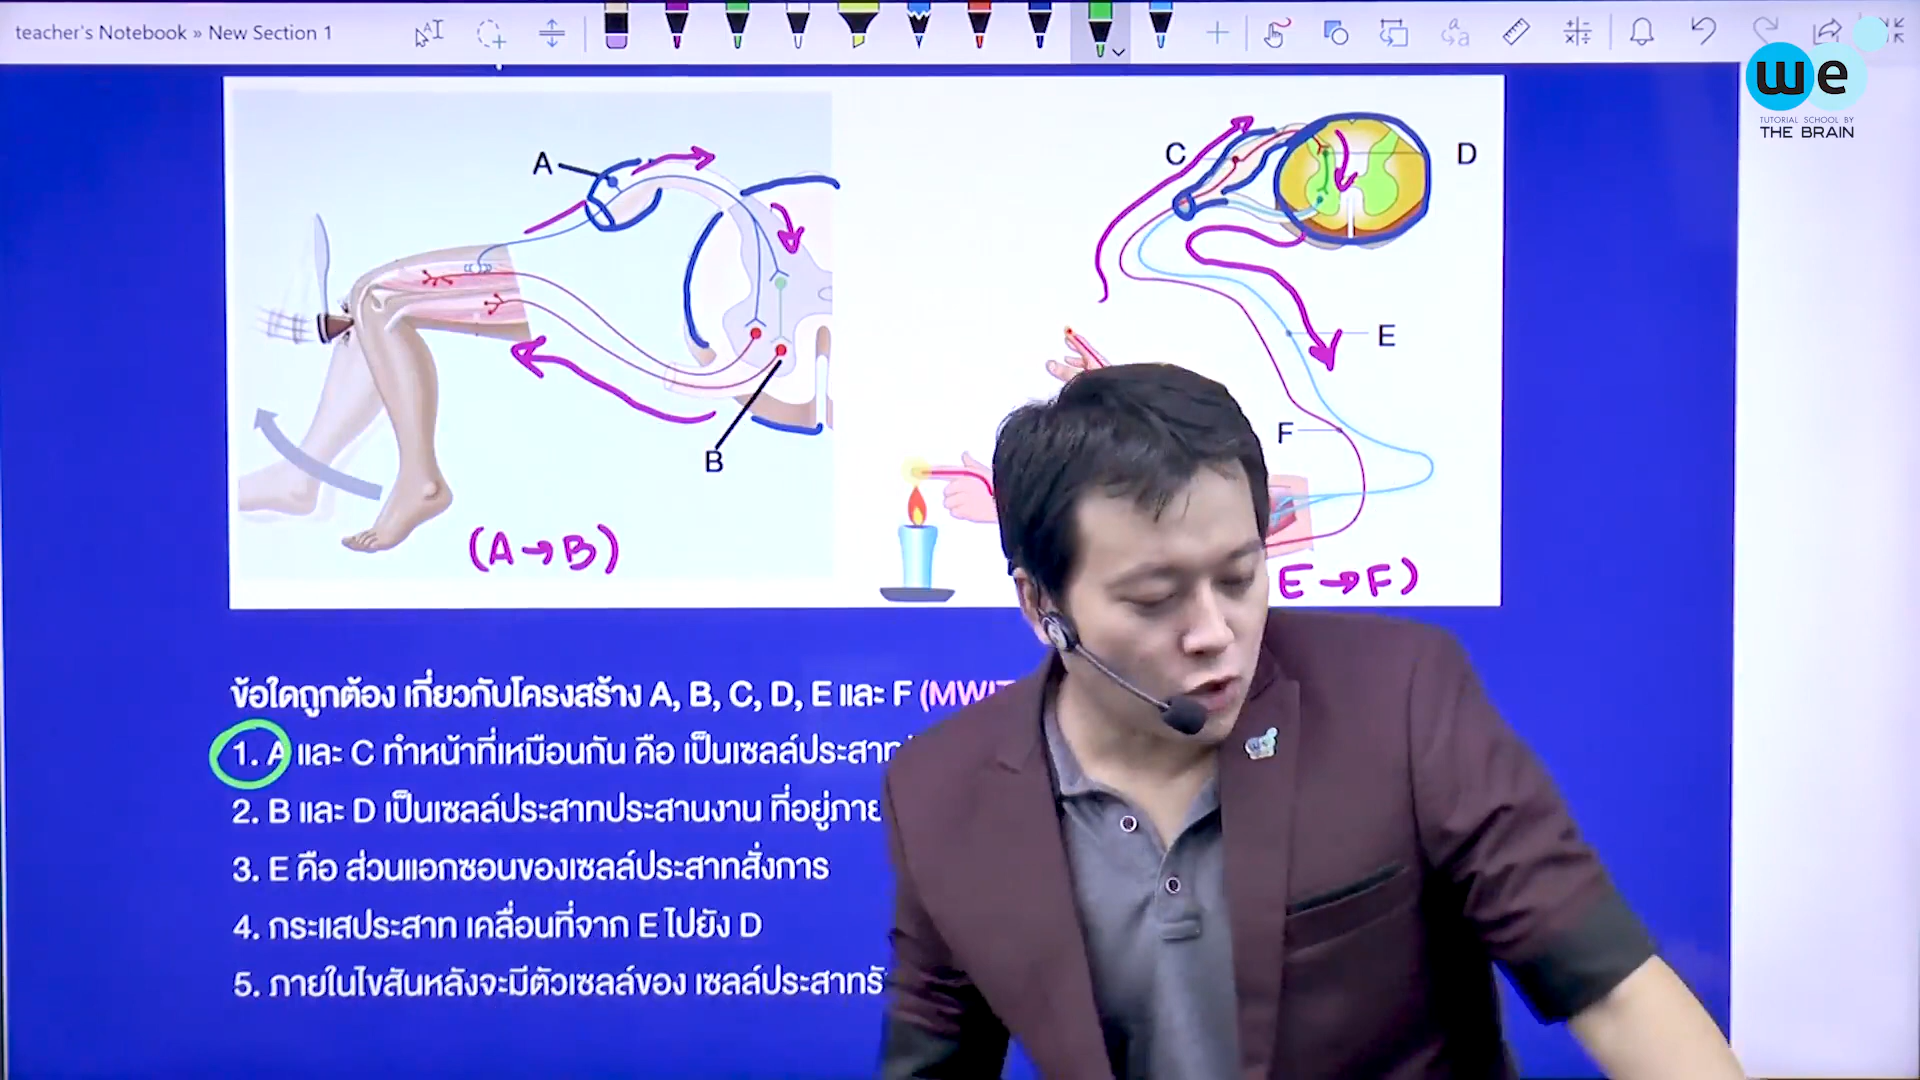 teacher's Notebook » New Section 1
we
TUTORIAL SCHOOL BY
THE BRAIN
A
C
D
E
B
F
(A→B)
E→F)
ข้อใดถูกต้อง เกี่ยวกับโครงสร้าง A, B, C, D, E และ F
1. A และ C ทำหน้าที่เหมือนกัน คือ เป็นเซลล์ประสาท
2. B และ D เป็นเซลล์ประสาทประสานงาน ที่อยู่ภาย
3. E คือ ส่วนแอกซอนของเซลล์ประสาทสั่งการ
4. กระแสประสาท เคลื่อนที่จาก E ไปยัง D
5. ภายในไขสันหลังจะมีตัวเซลล์ของ เซลล์ประสาทรั